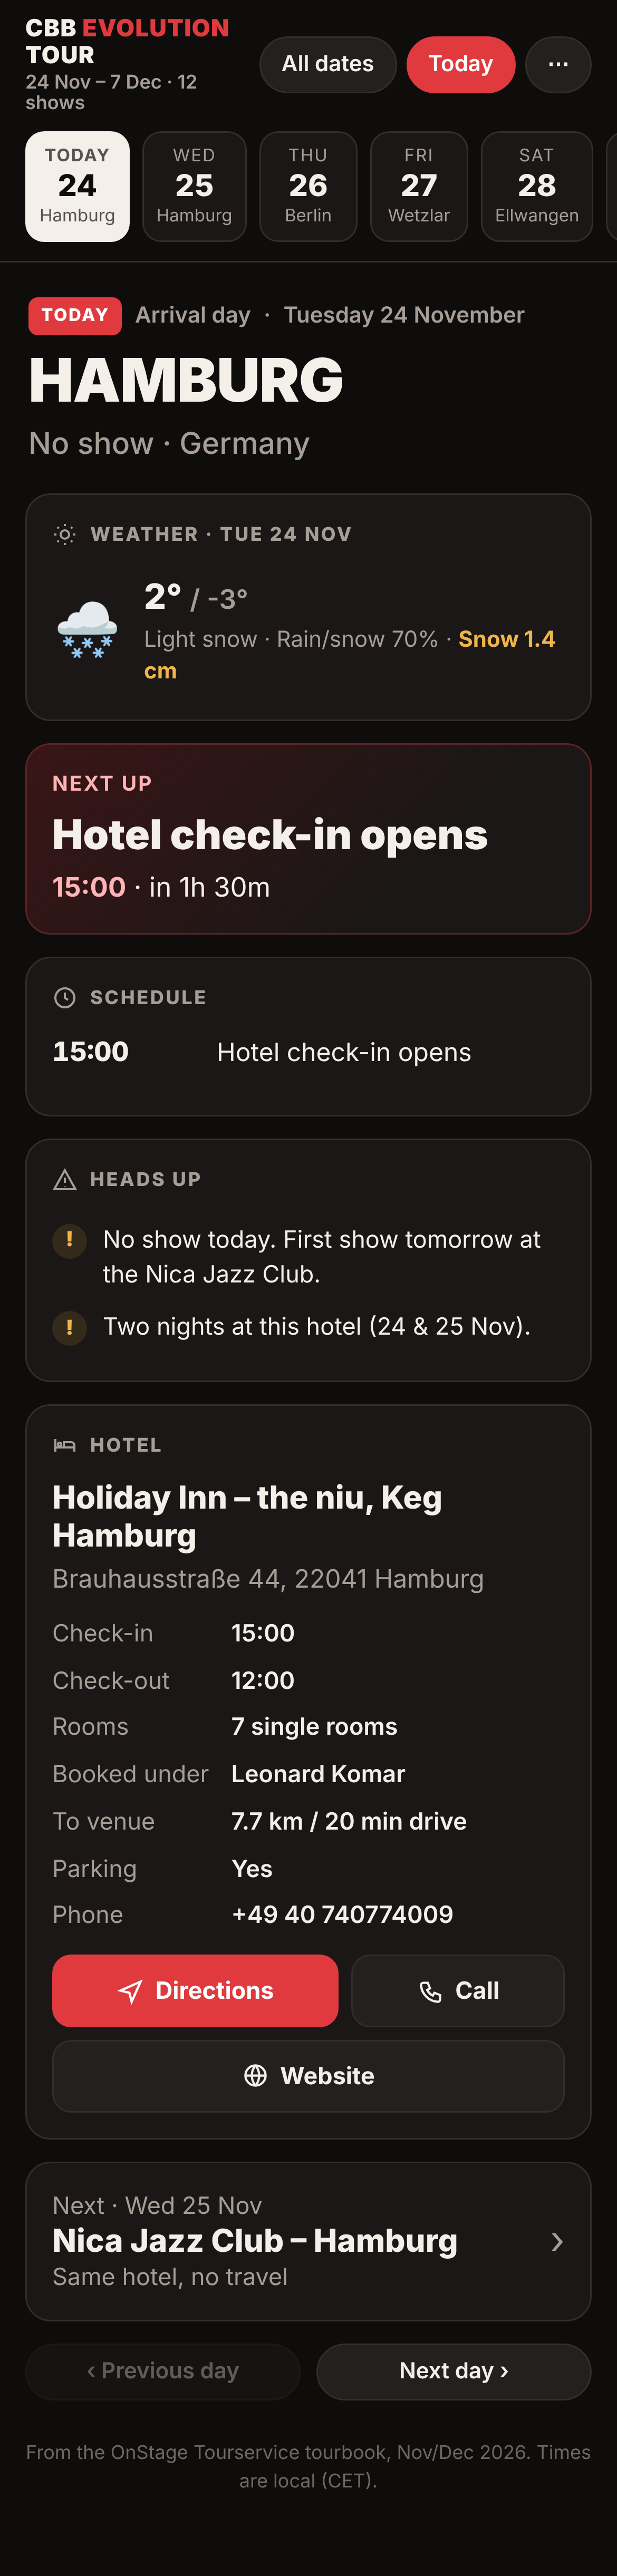 CBB EVOLUTION
TOUR
24 Nov – 7 Dec · 12
shows
All dates
Today
···
TODAY
24
Hamburg
WED
25
Hamburg
THU
26
Berlin
FRI
27
Wetzlar
SAT
28
Ellwangen
TODAY
Arrival day · Tuesday 24 November
HAMBURG
No show · Germany
WEATHER · TUE 24 NOV
2° / -3°
Light snow · Rain/snow 70% · Snow 1.4
cm
NEXT UP
Hotel check-in opens
15:00 · in 1h 30m
SCHEDULE
15:00 Hotel check-in opens
HEADS UP
! No show today. First show tomorrow at
the Nica Jazz Club.
! Two nights at this hotel (24 & 25 Nov).
HOTEL
Holiday Inn – the niu, Keg
Hamburg
Brauhausstraße 44, 22041 Hamburg
Check-in 15:00
Check-out 12:00
Rooms 7 single rooms
Booked under Leonard Komar
To venue 7.7 km / 20 min drive
Parking Yes
Phone +49 40 740774009
Directions
Call
Website
Next · Wed 25 Nov
Nica Jazz Club – Hamburg ›
Same hotel, no travel
‹ Previous day
Next day ›
From the OnStage Tourservice tourbook, Nov/Dec 2026. Times
are local (CET).